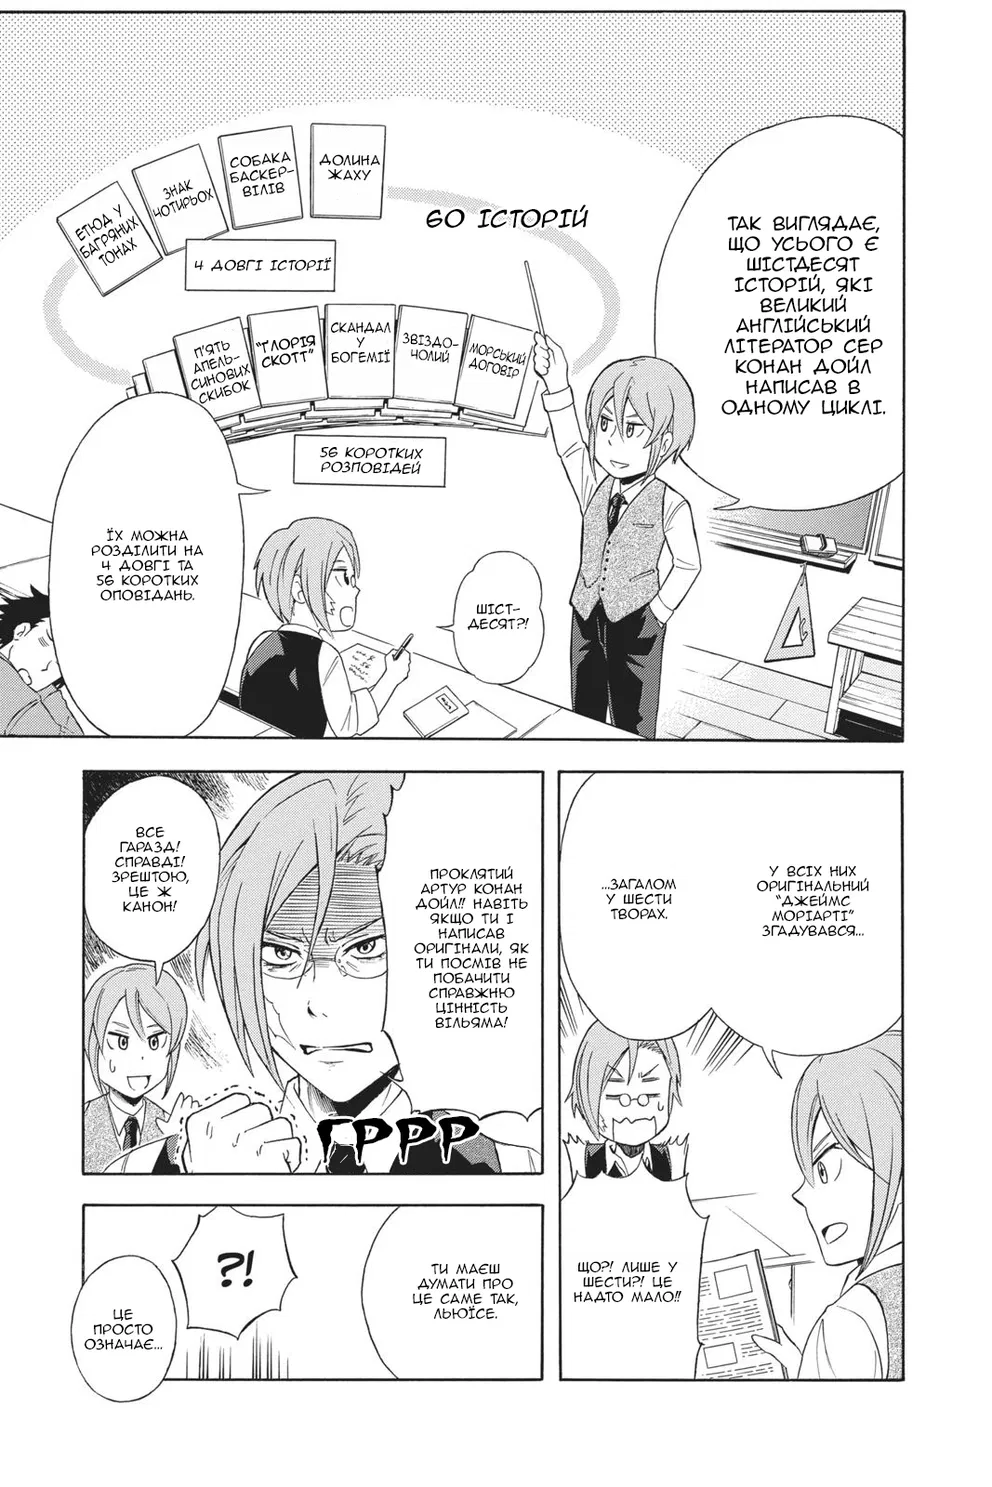 ТАК ВИГЛЯДАЄ,
ЩО УСЬОГО Є
ШІСТДЕСЯТ
ІСТОРІЙ, ЯКІ
ВЕЛИКИЙ
АНГЛІЙСЬКИЙ
ЛІТЕРАТОР СЕР
КОНАН ДОЙЛ
НАПИСАВ В
ОДНОМУ ЦИКЛІ.
60 ІСТОРІЙ
ЕТЮД У
БАГРЯНИХ
ТОНАХ
ЗНАК
ЧОТИРЬОХ
СОБАКА
БАСКЕР-
ВІЛІВ
ДОЛИНА
ЖАХУ
4 ДОВГІ ІСТОРІЇ
П'ЯТЬ
АПЕЛЬ-
СИНОВИХ
СКИБОК
"ГЛОРІЯ
СКОТТ"
СКАНДАЛ
У
БОГЕМІЇ
ЗВІЗДО-
ЧОЛИЙ
МОРСЬКИЙ
ДОГОВІР
56 КОРОТКИХ
РОЗПОВІДЕЙ
ЇХ МОЖНА
РОЗДІЛИТИ НА
4 ДОВГІ ТА
56 КОРОТКИХ
ОПОВІДАНЬ.
ШІСТ-
ДЕСЯТ?!
У ВСІХ НИХ
ОРИГІНАЛЬНИЙ
"ДЖЕЙМС
МОРІАРТІ"
ЗГАДУВАВСЯ...
...ЗАГАЛОМ
У ШЕСТИ
ТВОРАХ.
ЩО?! ЛИШЕ У
ШЕСТИ?! ЦЕ
НАДТО МАЛО!!
ПРОКЛЯТИЙ
АРТУР КОНАН
ДОЙЛ!! НАВІТЬ
ЯКЩО ТИ І
НАПИСАВ
ОРИГІНАЛИ, ЯК
ТИ ПОСМІВ НЕ
ПОБАЧИТИ
СПРАВЖНЮ
ЦІННІСТЬ
ВІЛЬЯМА!
ВСЕ
ГАРАЗД!
СПРАВДІ!
ЗРЕШТОЮ,
ЦЕ Ж
КАНОН!
ГРРР
ТИ МАЄШ
ДУМАТИ ПРО
ЦЕ САМЕ ТАК,
ЛЬЮЇСЕ.
?!
ЦЕ
ПРОСТО
ОЗНАЧАЄ...